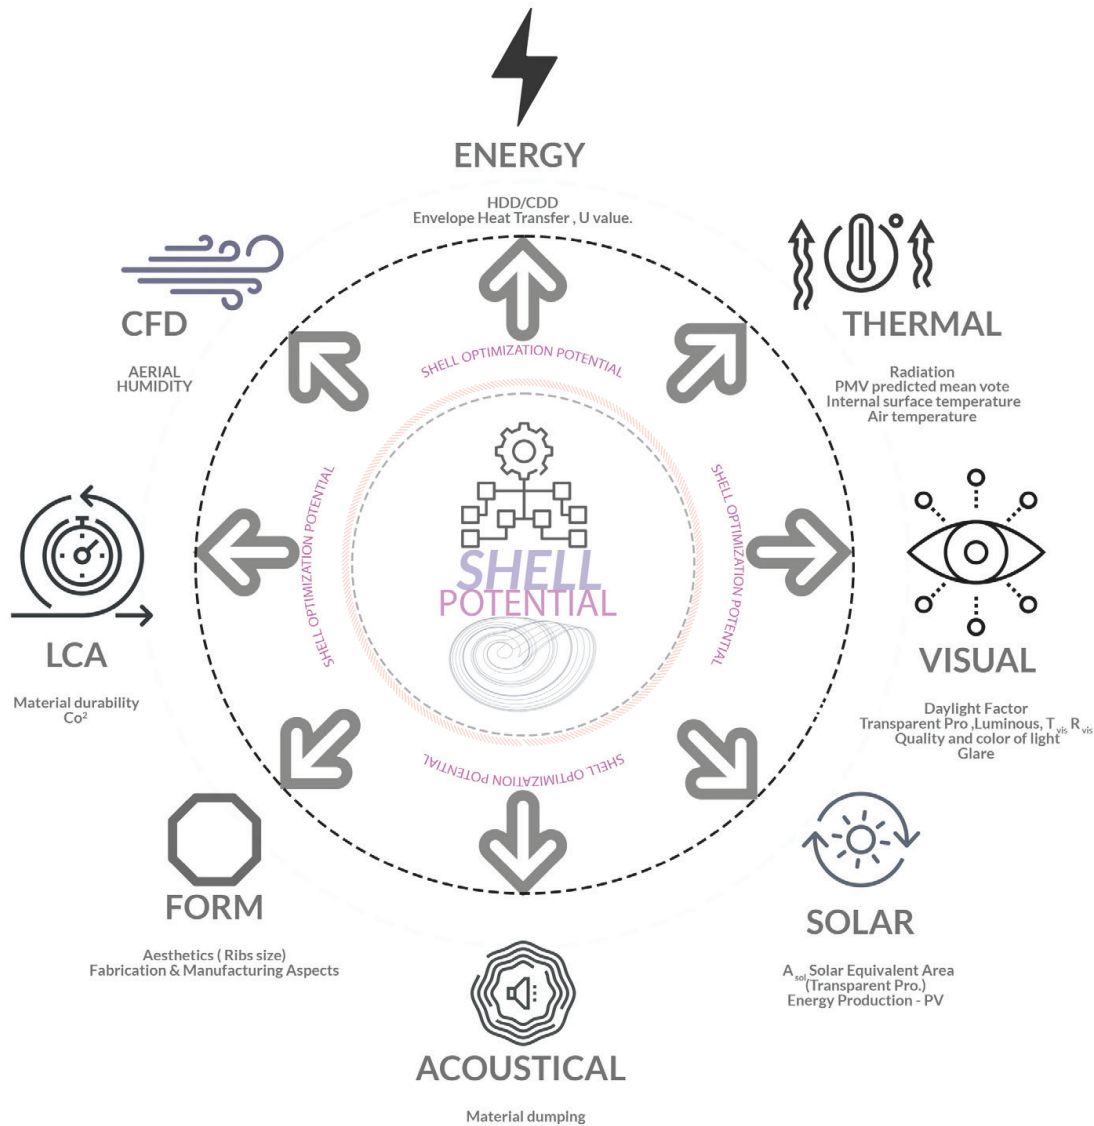 ENERGY
HDD/CDD
Envelope Heat Transfer , U value.
CFD
AERIAL
HUMIDITY
THERMAL
Radiation
PMV predicted mean vote
Internal surface temperature
Air temperature
SHELL OPTIMIZATION POTENTIAL
SHELL OPTIMIZATION POTENTIAL
SHELL OPTIMIZATION POTENTIAL
SHELL
POTENTIAL
LCA
Material durability
Co²
VISUAL
Daylight Factor
Transparent Pro ,Luminous, T vis R vis
Quality and color of light
Glare
SHELL OPTIMIZATION POTENTIAL
FORM
Aesthetics ( Ribs size)
Fabrication & Manufacturing Aspects
SOLAR
A sol Solar Equivalent Area
(Transparent Pro.)
Energy Production - PV
ACOUSTICAL
Material dumping